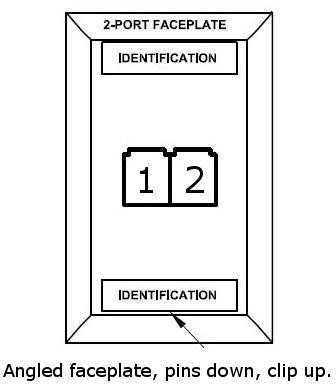 2-PORT FACEPLATE
IDENTIFICATION
1 2
IDENTIFICATION
Angled faceplate, pins down, clip up.